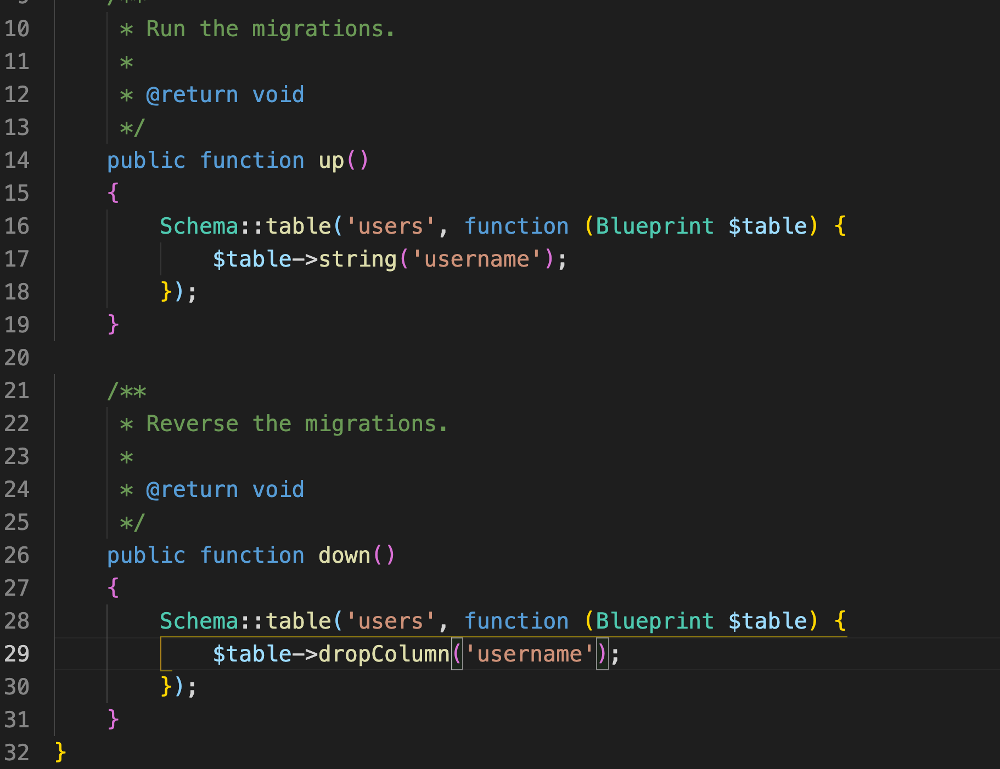 10 * Run the migrations.
11 *
12 * @return void
13 */
14 public function up()
15 {
16 Schema::table('users', function (Blueprint $table) {
17 $table->string('username');
18 });
19 }
20
21 /**
22 * Reverse the migrations.
23 *
24 * @return void
25 */
26 public function down()
27 {
28 Schema::table('users', function (Blueprint $table) {
29 $table->dropColumn('username');
30 });
31 }
32 }